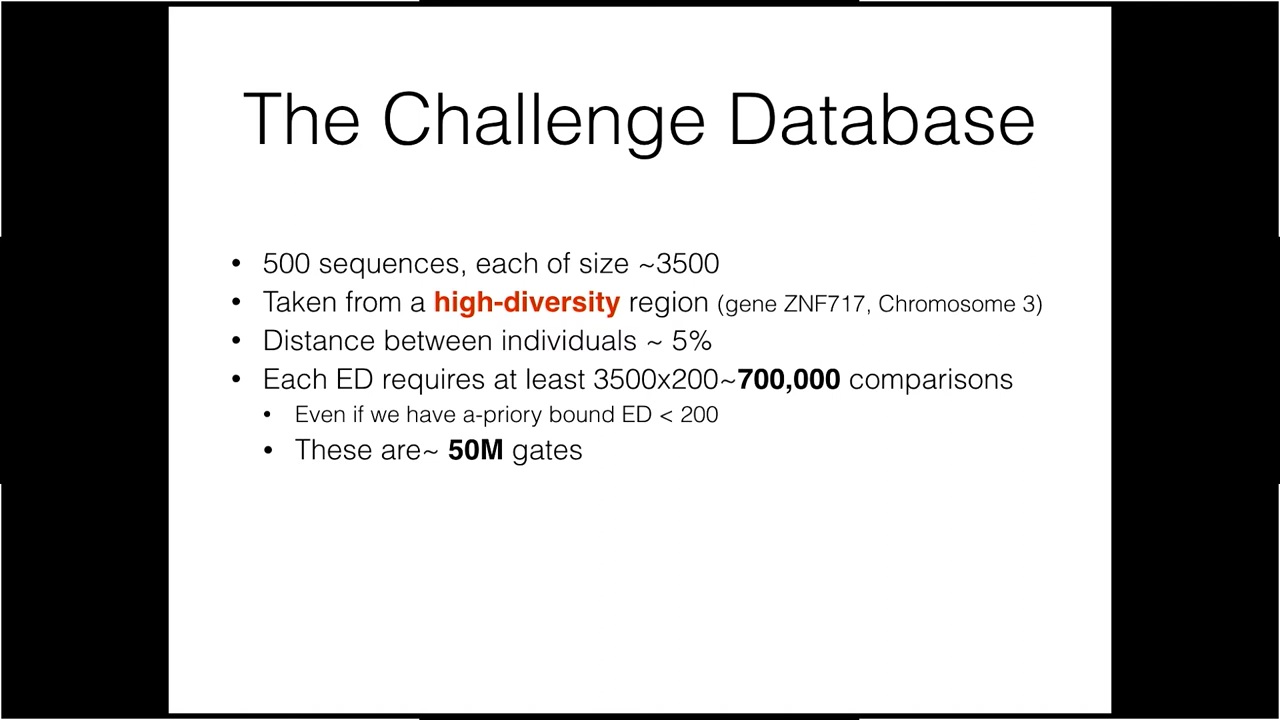 The Challenge Database
• 500 sequences, each of size ~3500
• Taken from a high-diversity region (gene ZNF717, Chromosome 3)
• Distance between individuals ~ 5%
• Each ED requires at least 3500x200~700,000 comparisons
• Even if we have a-priory bound ED < 200
• These are~ 50M gates